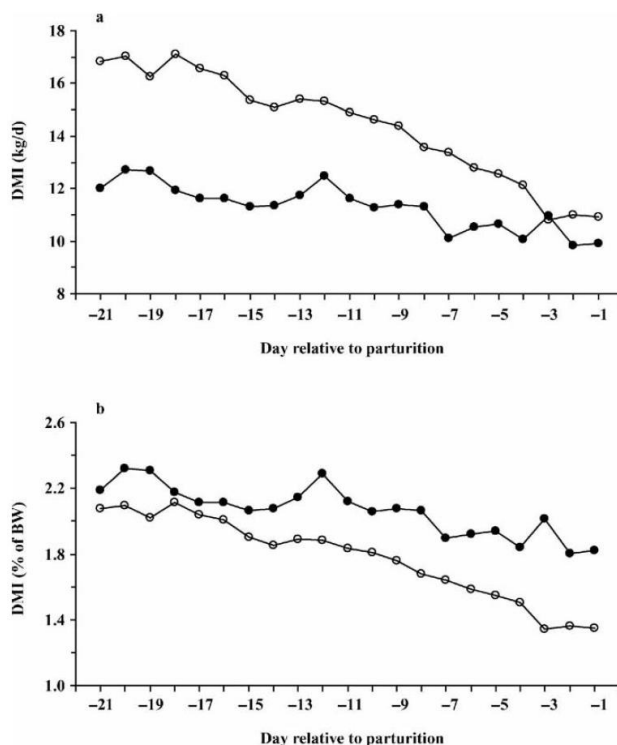 a
18
16
14
12
10
8
DMI (kg/d)
−21 −19 −17 −15 −13 −11 −9 −7 −5 −3 −1
Day relative to parturition
b
2.6
2.2
1.8
1.4
1.0
DMI (% of BW)
−21 −19 −17 −15 −13 −11 −9 −7 −5 −3 −1
Day relative to parturition